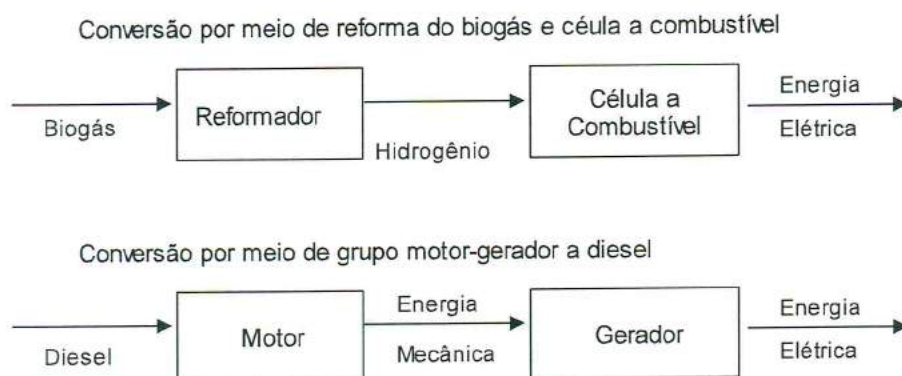 Conversão por meio de reforma do biogás e céula a combustível
Biogás
Reformador
Hidrogênio
Célula a
Combustível
Energia
Elétrica
Conversão por meio de grupo motor-gerador a diesel
Diesel
Motor
Energia
Mecânica
Gerador
Energia
Elétrica